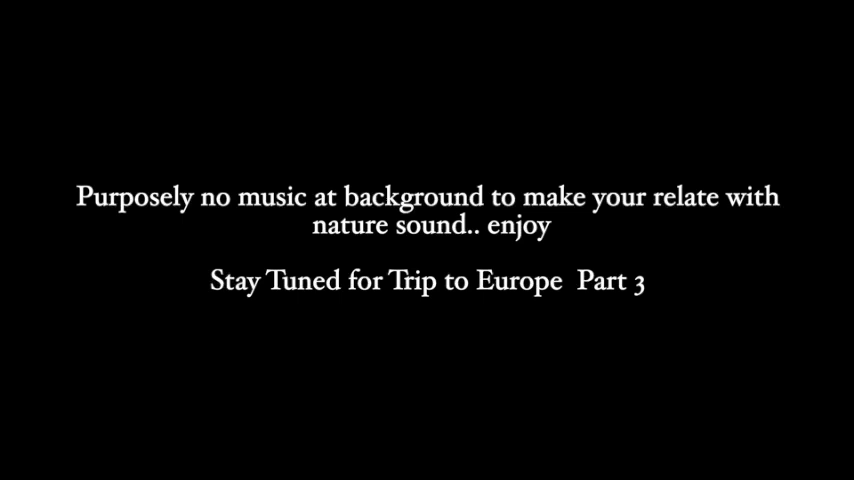 Purposely no music at background to make your relate with
nature sound.. enjoy
Stay Tuned for Trip to Europe  Part 3